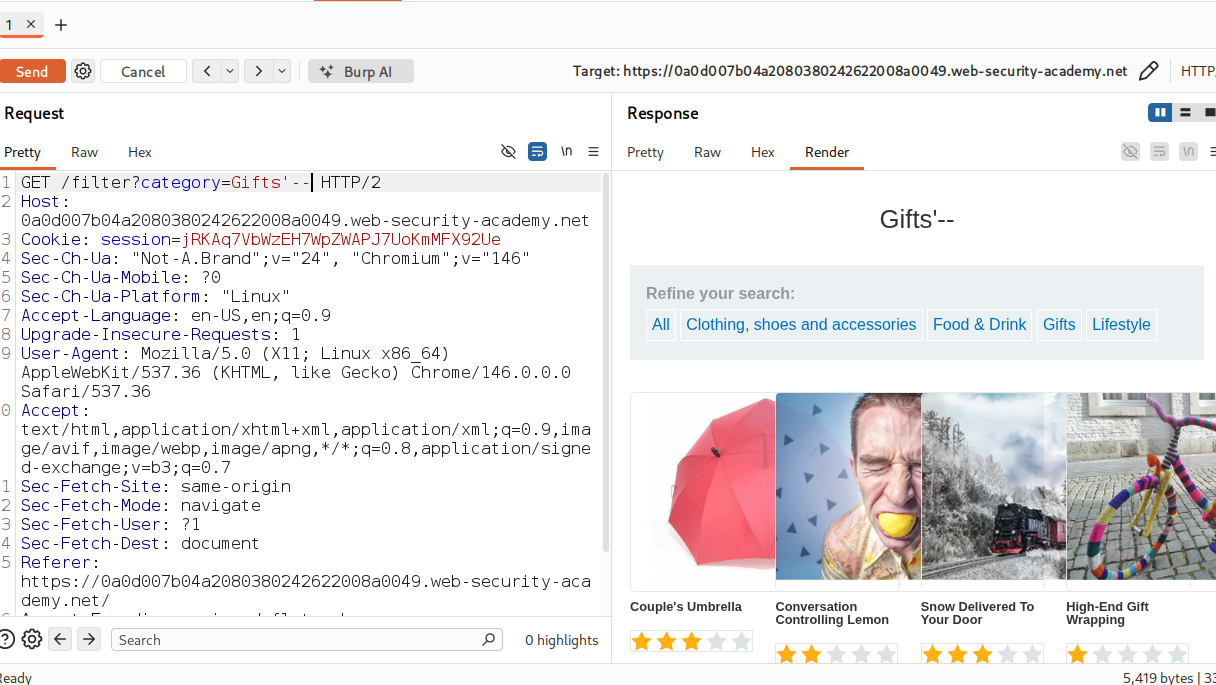 1 × +
Send Cancel < > Burp AI Target: https://0a0d007b04a2080380242622008a0049.web-security-academy.net HTTP/
Request
Pretty Raw Hex \n
1 GET /filter?category=Gifts'-- HTTP/2
2 Host:
0a0d007b04a2080380242622008a0049.web-security-academy.net
3 Cookie: session=jRKAq7VbWzEH7WpZWAPJ7UoKmMFX92Ue
4 Sec-Ch-Ua: "Not-A.Brand";v="24", "Chromium";v="146"
5 Sec-Ch-Ua-Mobile: ?0
6 Sec-Ch-Ua-Platform: "Linux"
7 Accept-Language: en-US,en;q=0.9
8 Upgrade-Insecure-Requests: 1
9 User-Agent: Mozilla/5.0 (X11; Linux x86_64)
AppleWebKit/537.36 (KHTML, like Gecko) Chrome/146.0.0.0
Safari/537.36
0 Accept:
text/html,application/xhtml+xml,application/xml;q=0.9,ima
ge/avif,image/webp,image/apng,*/*;q=0.8,application/signe
d-exchange;v=b3;q=0.7
1 Sec-Fetch-Site: same-origin
2 Sec-Fetch-Mode: navigate
3 Sec-Fetch-User: ?1
4 Sec-Fetch-Dest: document
5 Referer:
https://0a0d007b04a2080380242622008a0049.web-security-aca
demy.net/
Search 0 highlights
Response
Pretty Raw Hex Render \n
Gifts'--
Refine your search:
All Clothing, shoes and accessories Food & Drink Gifts Lifestyle
Couple's Umbrella
Conversation
Controlling Lemon
Snow Delivered To
Your Door
High-End Gift
Wrapping
Ready 5,419 bytes | 33